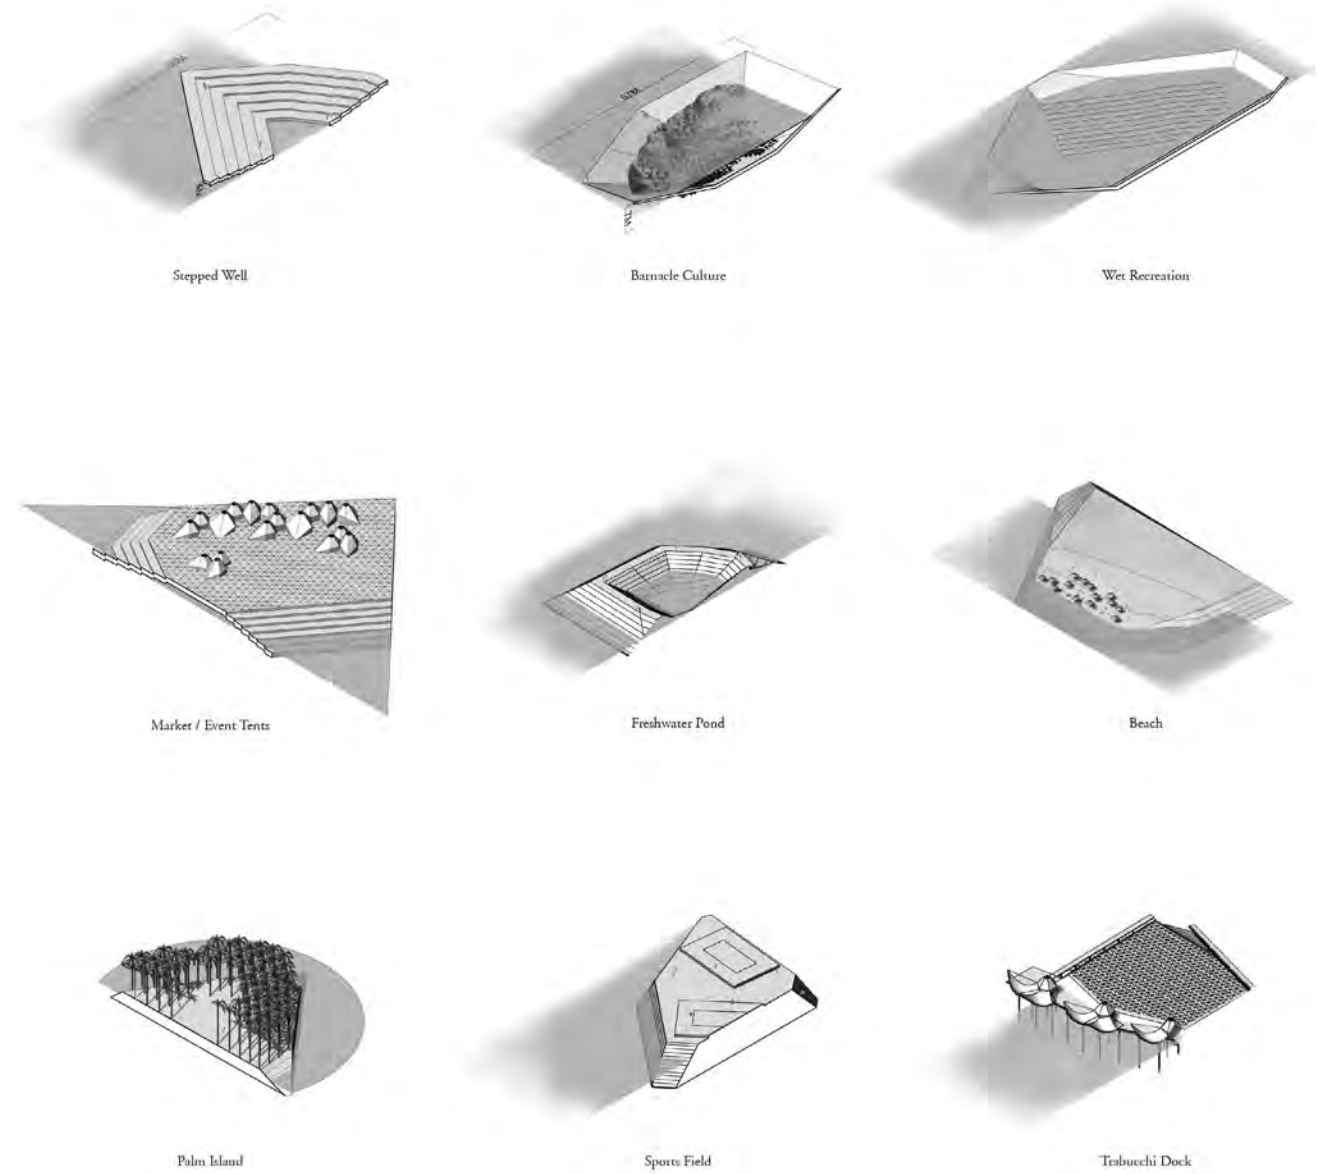 Stepped Well
Barnacle Culture
Wet Recreation
Market / Event Tents
Freshwater Pond
Beach
Palm Island
Sports Field
Trabucchi Dock